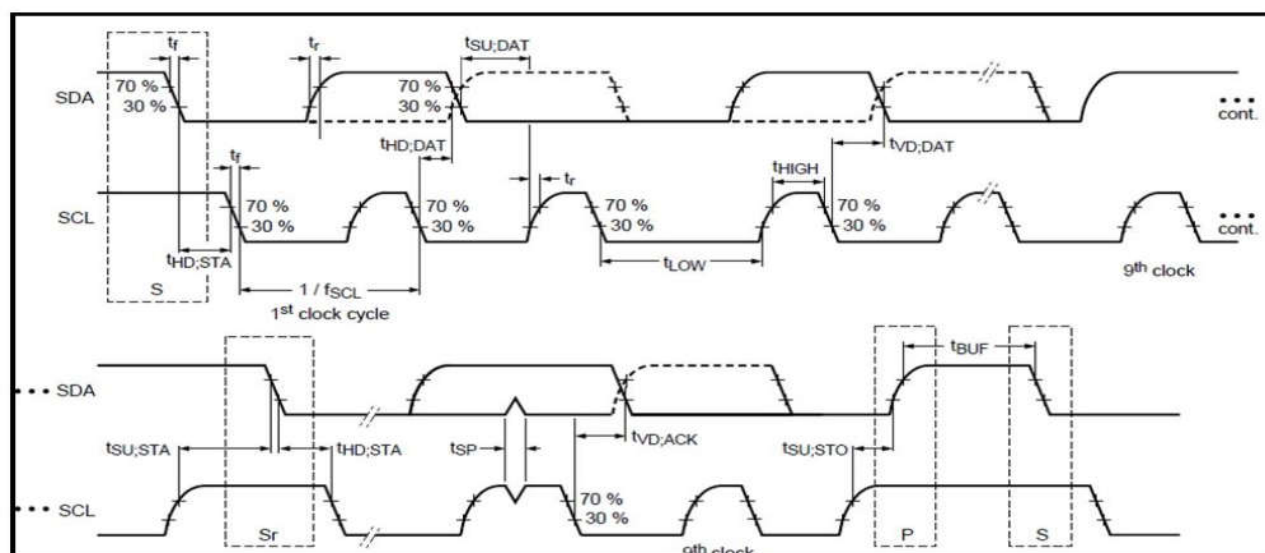 tf tr tSU;DAT
70 % 70 %
SDA 30 % 30 %
cont.
tHD;DAT tVD;DAT
tf tr tHIGH
SCL 70 % 70 % 70 % 70 %
30 % 30 % 30 % 30 %
cont.
tHD;STA tLOW 9th clock
S 1 / fSCL
1st clock cycle
tBUF
SDA
tSU;STA tHD;STA tSP tVD;ACK tSU;STO
70 %
SCL 30 %
Sr 9th clock P S